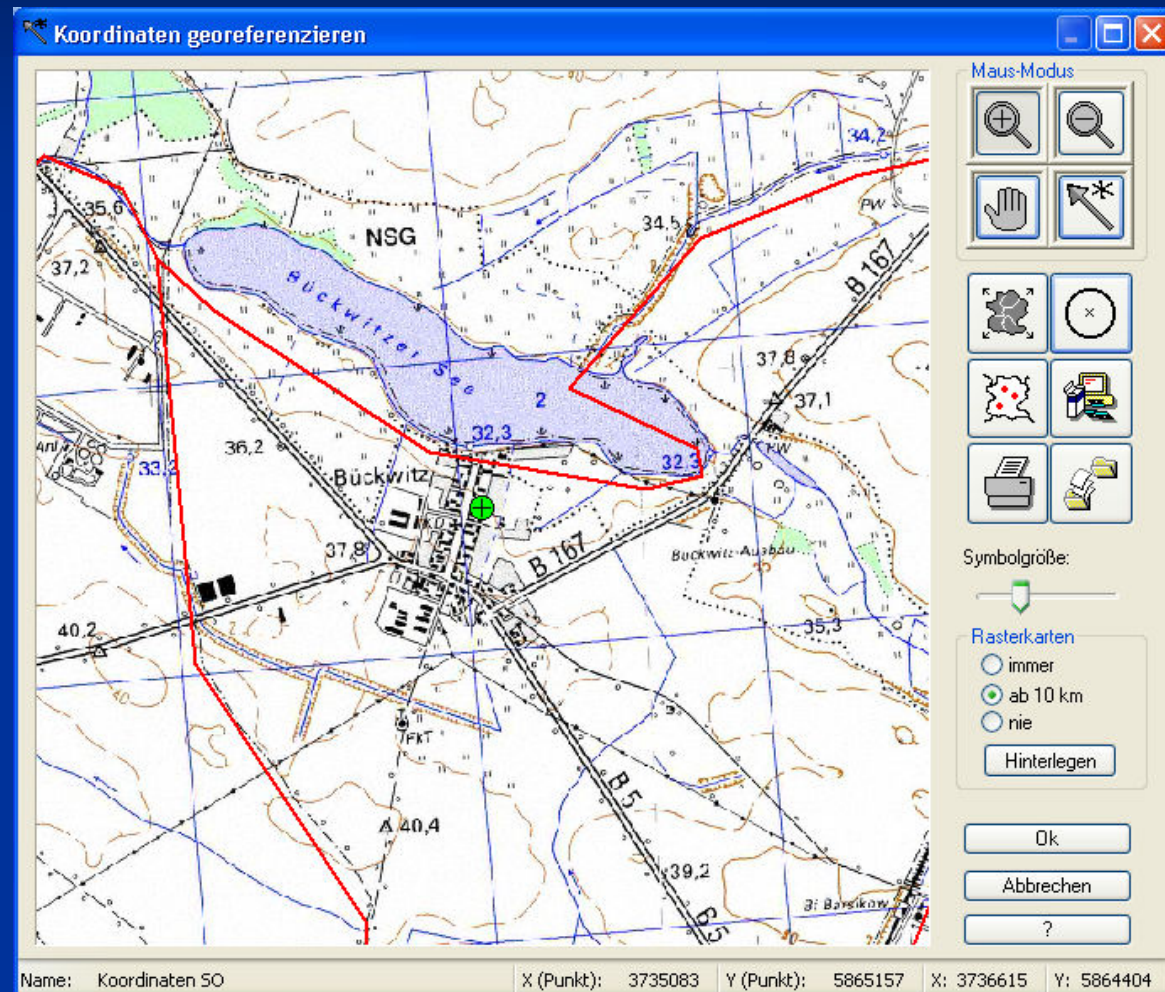 Koordinaten georeferenzieren
Maus-Modus
34,2
35,6
NSG
34,5
PW
37,2
Bückwitzer See
B 167
37,8
2
37,1
36,2
32,3
33,2
Bückwitz
32,3
PW
37,8
B 167
Bückwitz-Ausbau
Symbolgröße:
40,2
35,3
Rasterkarten
immer
ab 10 km
nie
40
FKT
Hinterlegen
B 5
40,4
Ok
39,2
Abbrechen
Bf Barsikow
B 5
?
Name: Koordinaten SO X (Punkt): 3735083 Y (Punkt): 5865157 X: 3736615 Y: 5864404